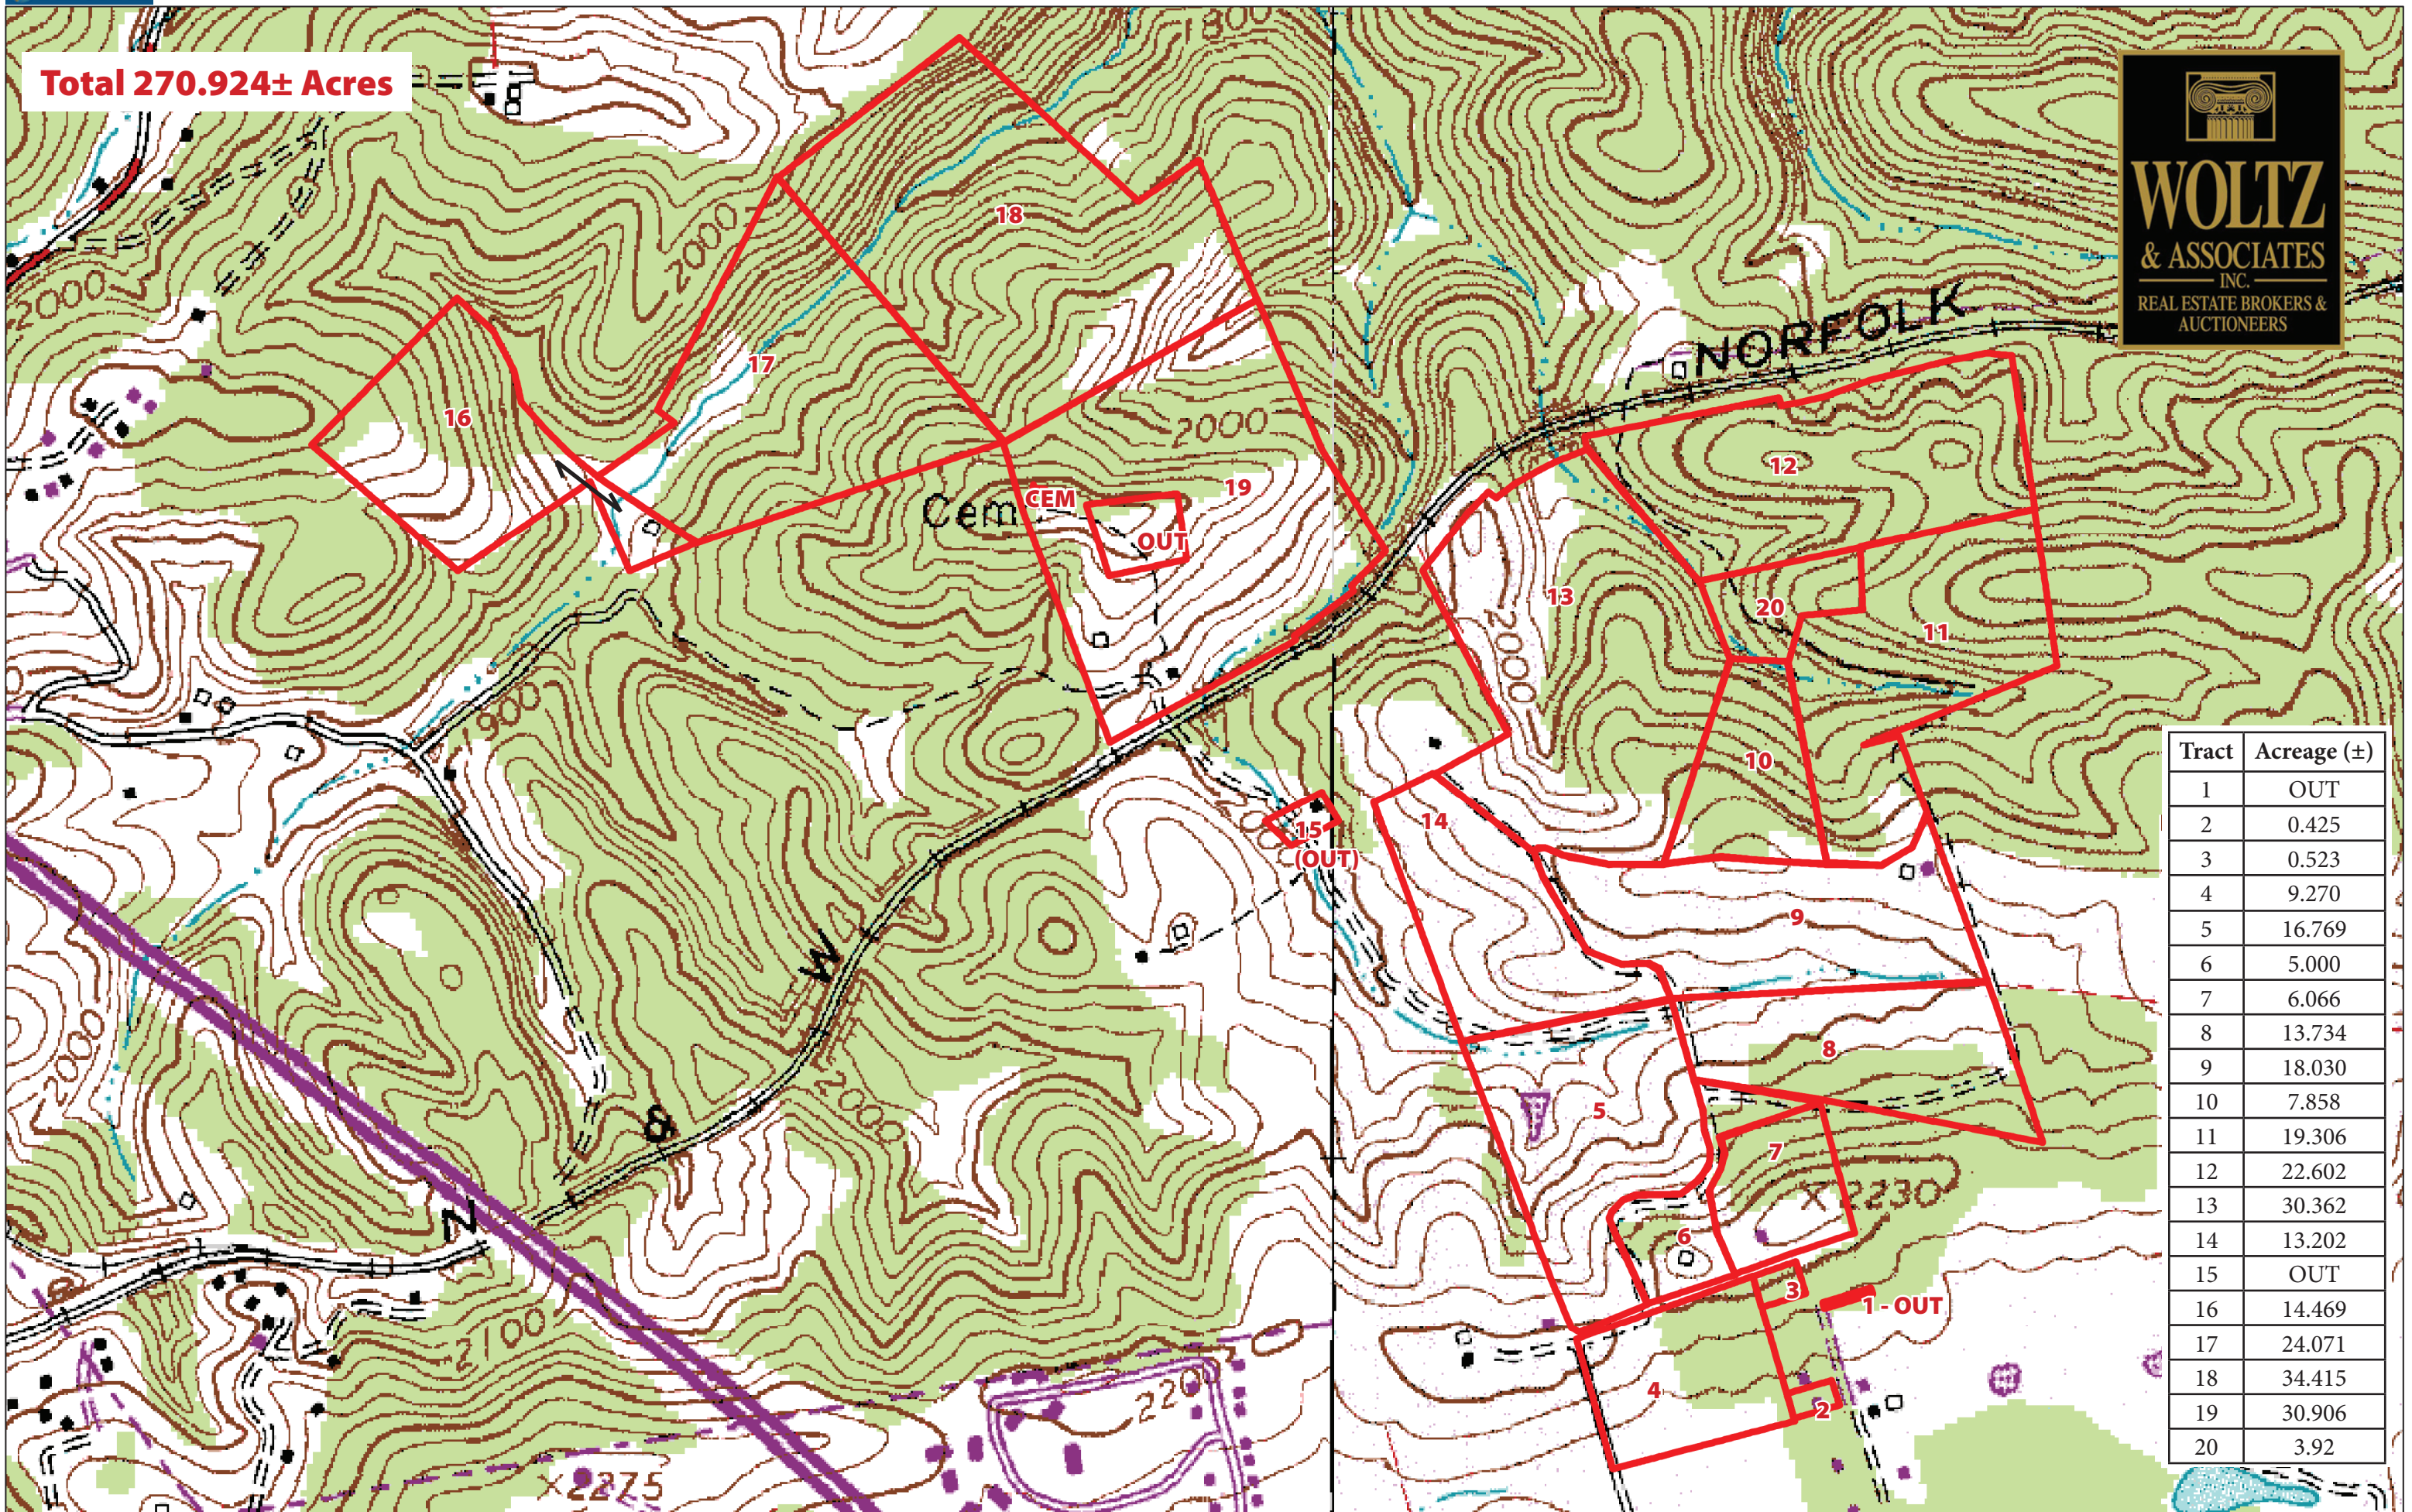 Total 270.924± Acres
WOLTZ
& ASSOCIATES
INC.
REAL ESTATE BROKERS &
AUCTIONEERS
1300
2000
18
2000
NORFOLK
17
16
2000
12
Cem
CEM
19
OUT
13
2000
20
11
1900
10
14
15
(OUT)
9
W
2000
8
5
&
2000
7
X 2230
N
6
3
1 - OUT
2100
4
2200
2
×2275
Tract Acreage (±)
1 OUT
2 0.425
3 0.523
4 9.270
5 16.769
6 5.000
7 6.066
8 13.734
9 18.030
10 7.858
11 19.306
12 22.602
13 30.362
14 13.202
15 OUT
16 14.469
17 24.071
18 34.415
19 30.906
20 3.92